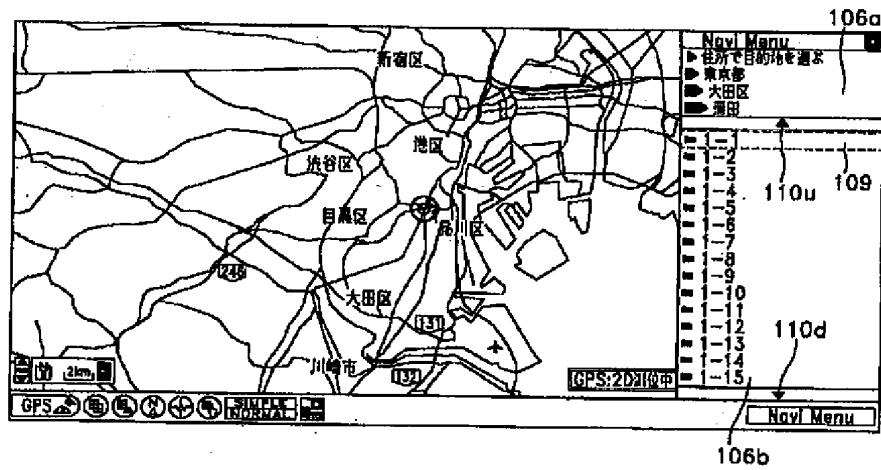 106a
Navi Menu
住所で目的地を選ぶ
東京都
大田区
蒲田
新宿区
港区
渋谷区
目黒区
品川区
246
大田区
131
川崎市
132
1-1
1-2
1-3
1-4
1-5
1-6
1-7
1-8
1-9
1-10
1-11
1-12
1-13
1-14
1-15
110u
109
110d
2km
GPS:2D測位中
GPS
N
SIMPLE
NORMAL
Navi Menu
106b